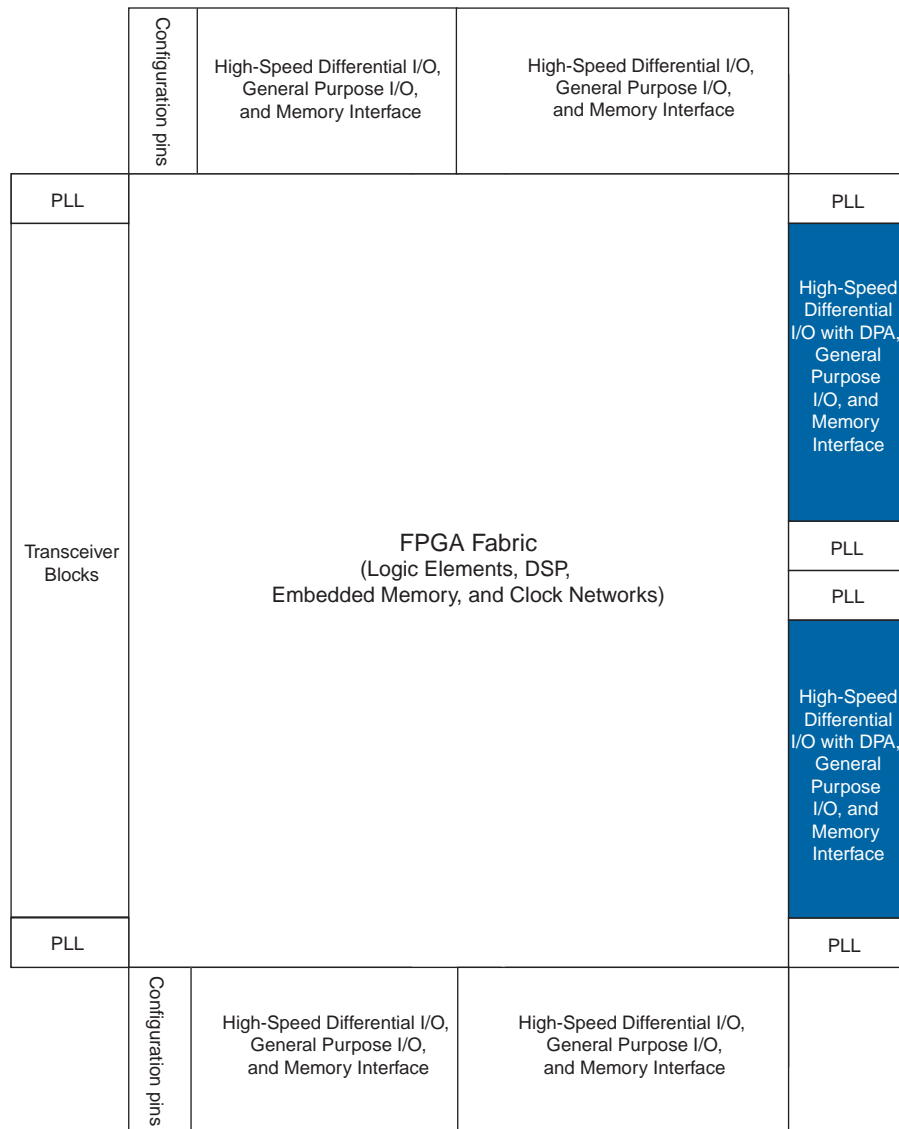 Configuration pins
High-Speed Differential I/O,
General Purpose I/O,
and Memory Interface
High-Speed Differential I/O,
General Purpose I/O,
and Memory Interface
PLL
PLL
High-Speed
Differential
I/O with DPA,
General
Purpose
I/O, and
Memory
Interface
Transceiver
Blocks
FPGA Fabric
(Logic Elements, DSP,
Embedded Memory, and Clock Networks)
PLL
PLL
High-Speed
Differential
I/O with DPA,
General
Purpose
I/O, and
Memory
Interface
PLL
PLL
Configuration pins
High-Speed Differential I/O,
General Purpose I/O,
and Memory Interface
High-Speed Differential I/O,
General Purpose I/O,
and Memory Interface